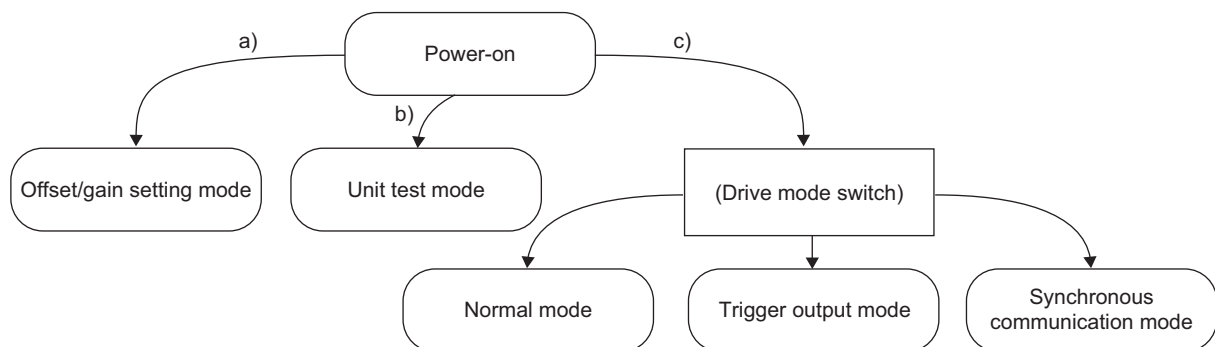 a)
Power-on
c)
b)
Offset/gain setting mode
Unit test mode
(Drive mode switch)
Normal mode
Trigger output mode
Synchronous
communication mode